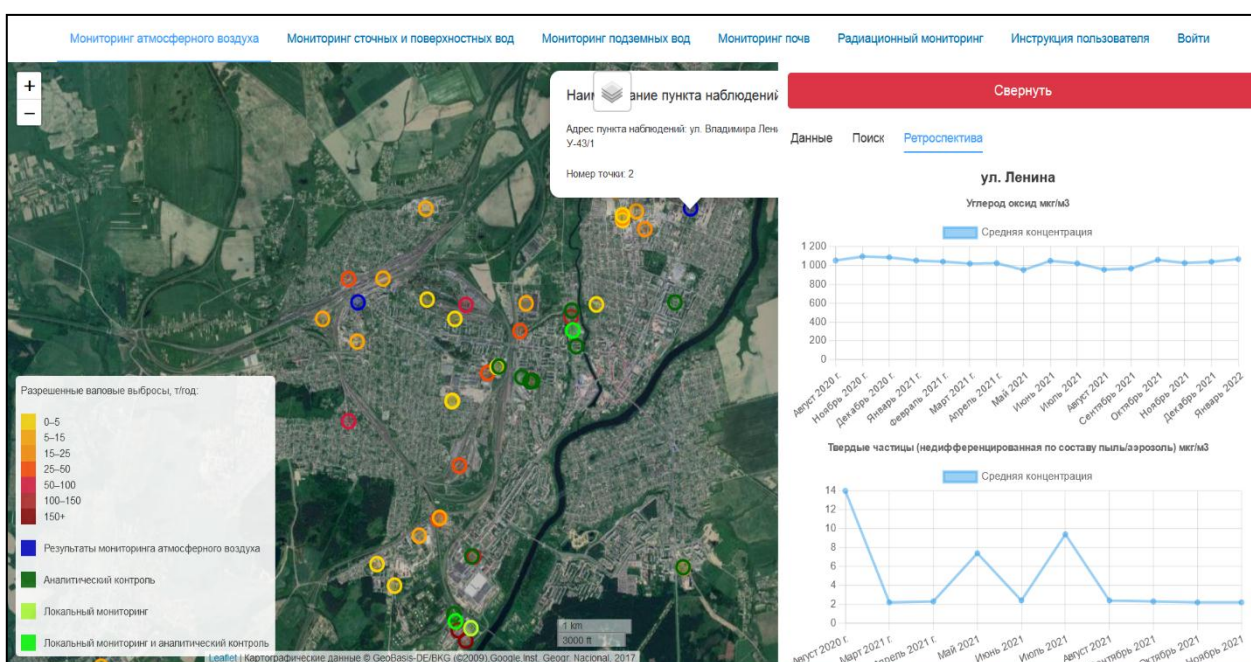 Мониторинг атмосферного воздуха
Мониторинг сточных и поверхностных вод
Мониторинг подземных вод
Мониторинг почв
Радиационный мониторинг
Инструкция пользователя
Войти
+
−
Наи ание пункта наблюдений
Адрес пункта наблюдений: ул. Владимира Лени
У-43/1
Номер точки: 2
Разрешенные валовые выбросы, т/год:
0–5
5–15
15–25
25–50
50–100
100–150
150+
Результаты мониторинга атмосферного воздуха
Аналитический контроль
Локальный мониторинг
Локальный мониторинг и аналитический контроль
1 km
3000 ft
Leaflet | Картографические данные © GeoBasis-DE/BKG (©2009),Google Inst. Geogr. Nacional, 2017
Свернуть
Данные
Поиск
Ретроспектива
ул. Ленина
Углерод оксид мкг/м3
Средняя концентрация
1 200
1 000
800
600
400
200
0
Август 2020 г.
Ноябрь 2020 г.
Декабрь 2020 г.
Январь 2021 г.
Февраль 2021 г.
Март 2021 г.
Апрель 2021 г.
Май 2021
Июнь 2021
Июль 2021
Август 2021
Сентябрь 2021
Октябрь 2021
Ноябрь 2021
Декабрь 2021
Январь 2022
Твердые частицы (недифференцированная по составу пыль/аэрозоль) мкг/м3
Средняя концентрация
14
12
10
8
6
4
2
0
Август 2020 г.
Март 2021 г.
Апрель 2021 г.
Май 2021
Июнь 2021
Июль 2021
Август 2021
Сентябрь 2021
Октябрь 2021
Ноябрь 2021